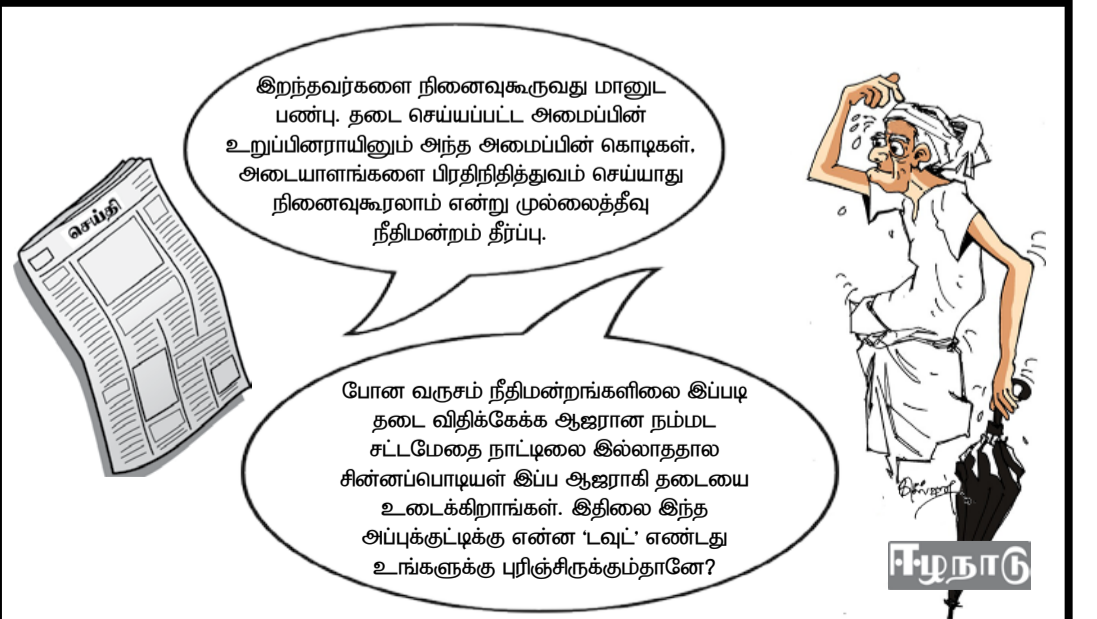 இறந்தவர்களை நினைவுகூருவது மானுட
பண்பு. தடை செய்யப்பட்ட அமைப்பின்
உறுப்பினராயினும் அந்த அமைப்பின் கொடிகள்,
அடையாளங்களை பிரதிநிதித்துவம் செய்யாது
நினைவுகூரலாம் என்று முல்லைத்தீவு
நீதிமன்றம் தீர்ப்பு.
செய்தி
போன வருசம் நீதிமன்றங்களிலை இப்படி
தடை விதிக்கேக்க ஆஜரான நம்மட
சட்டமேதை நாட்டிலை இல்லாததால
சின்னப்பொடியள் இப்ப ஆஜராகி தடையை
உடைக்கிறாங்கள். இதிலை இந்த
அப்புக்குட்டிக்கு என்ன ‘டவுட்’ எண்டது
உங்களுக்கு புரிஞ்சிருக்கும்தானே?
ஈழநாடு